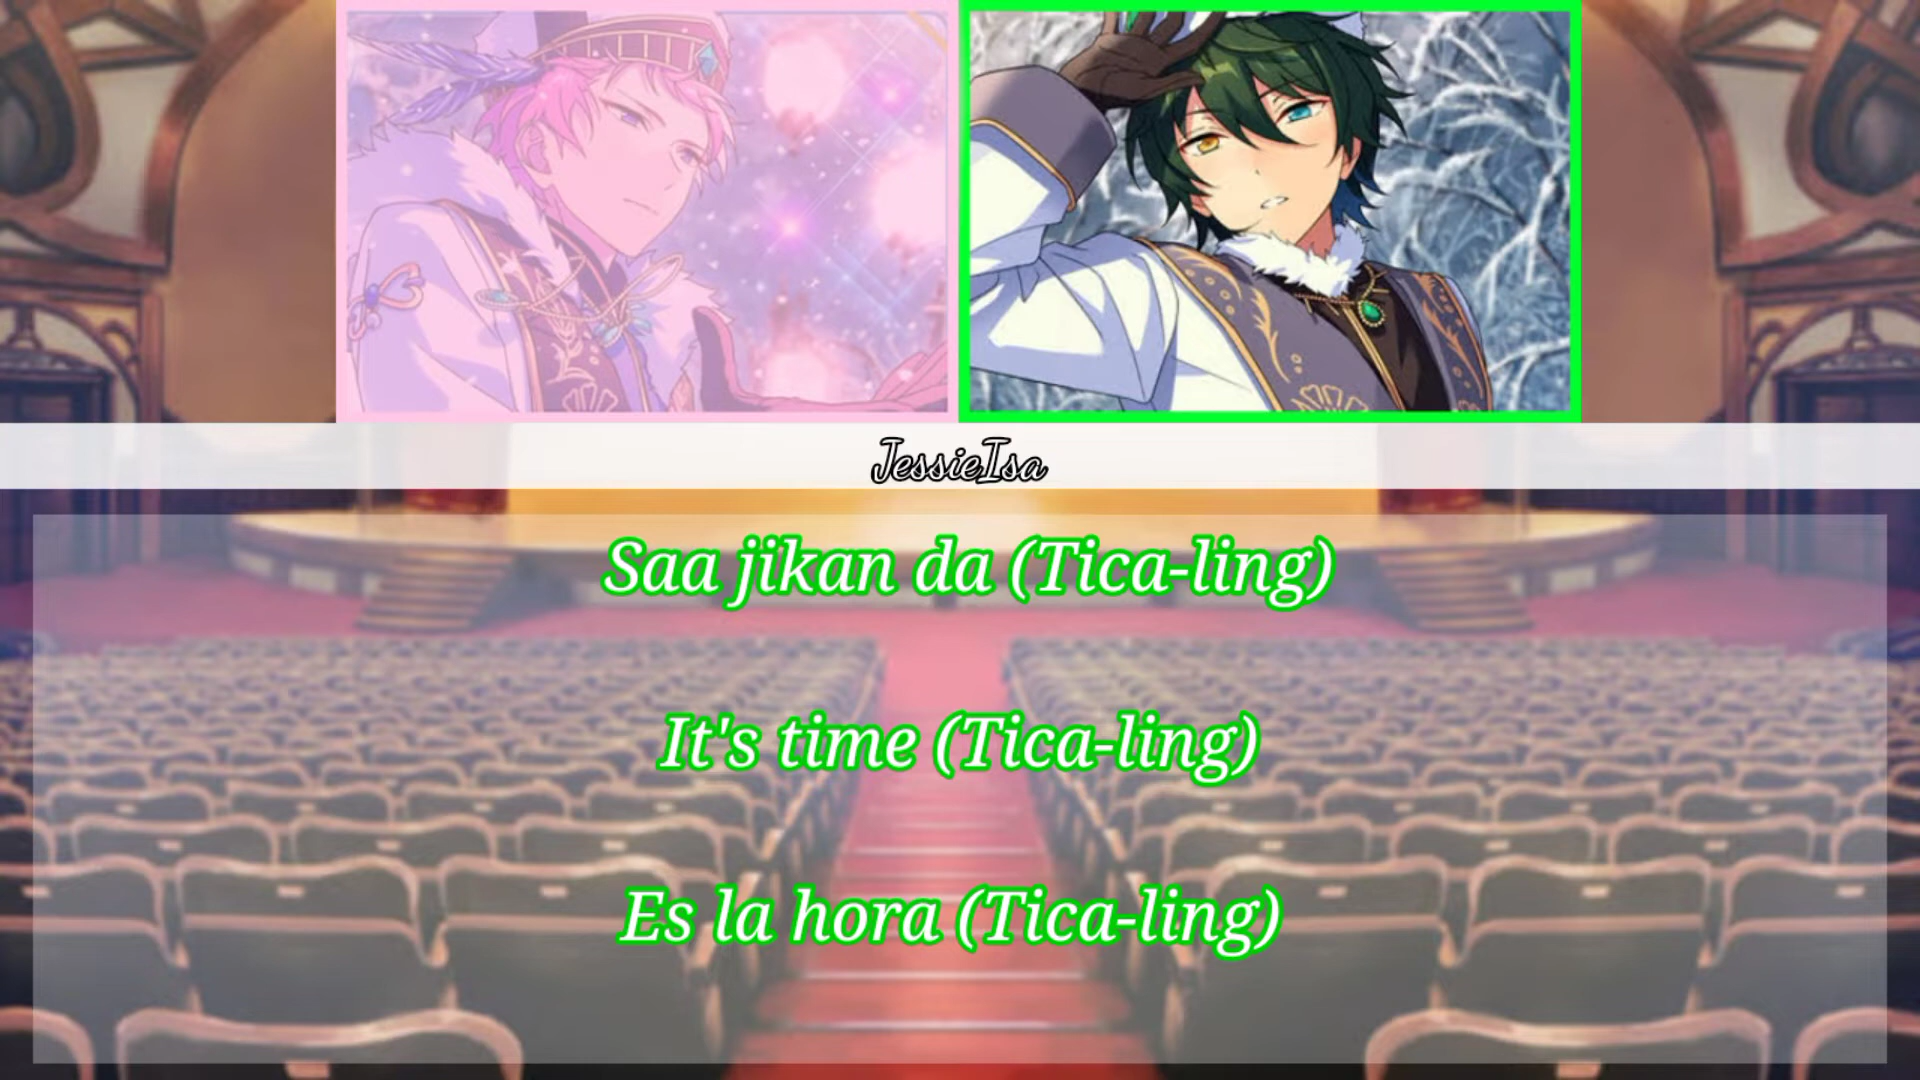 JessieIsa
Saa jikan da (Tica-ling)
It's time (Tica-ling)
Es la hora (Tica-ling)